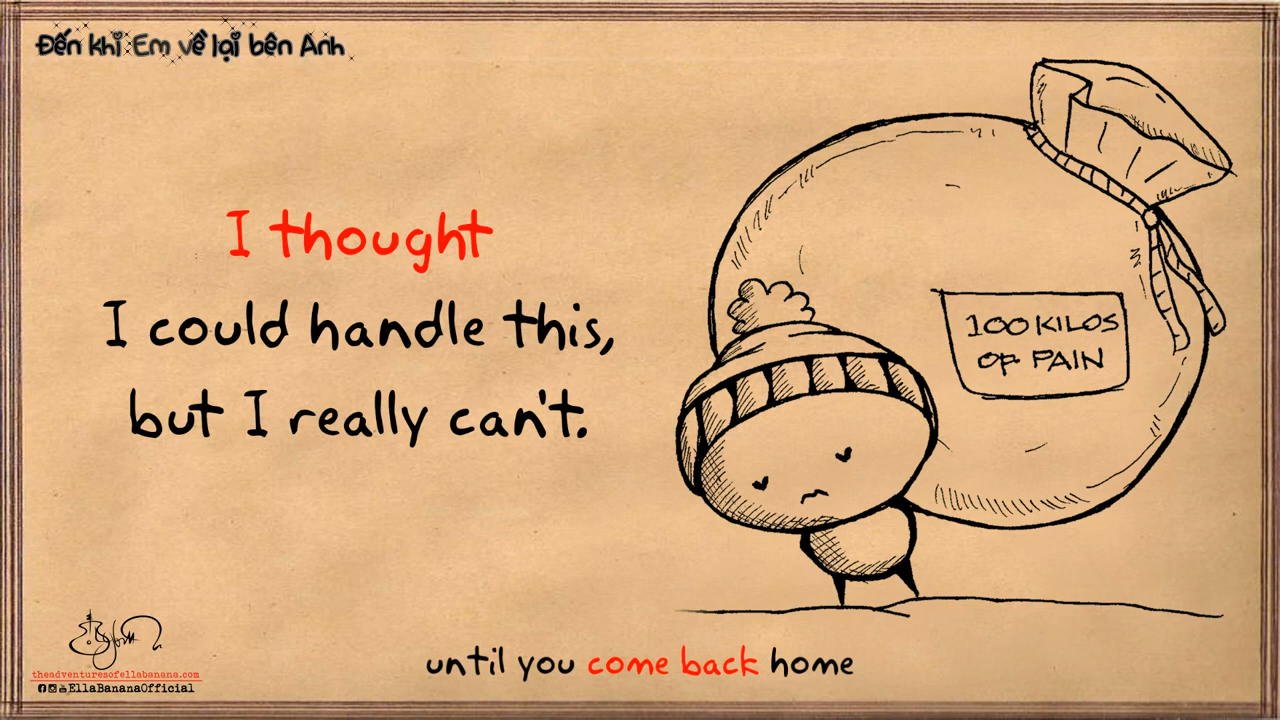 Đến khi Em về lại bên Anh
I thought
I could handle this,
but I really can't.
100 KILOS
OF PAIN
until you come back home
theadventuresofellabanana.com
EllaBananaOfficial